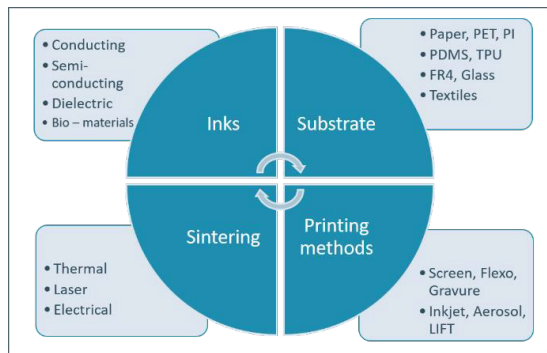 • Conducting
• Semi-
conducting
• Dielectric
• Bio – materials
Inks
Substrate
• Paper, PET, PI
• PDMS, TPU
• FR4, Glass
• Textiles
Sintering
Printing
methods
• Thermal
• Laser
• Electrical
• Screen, Flexo,
Gravure
• Inkjet, Aerosol,
LIFT